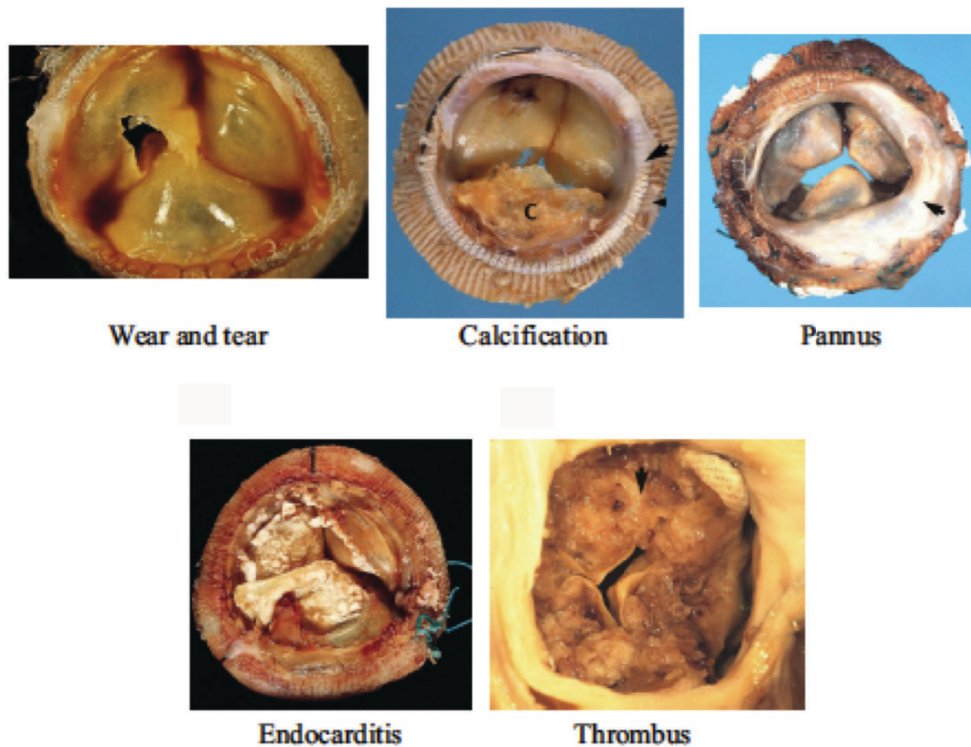 Wear and tear
C
Calcification
Pannus
Endocarditis
Thrombus